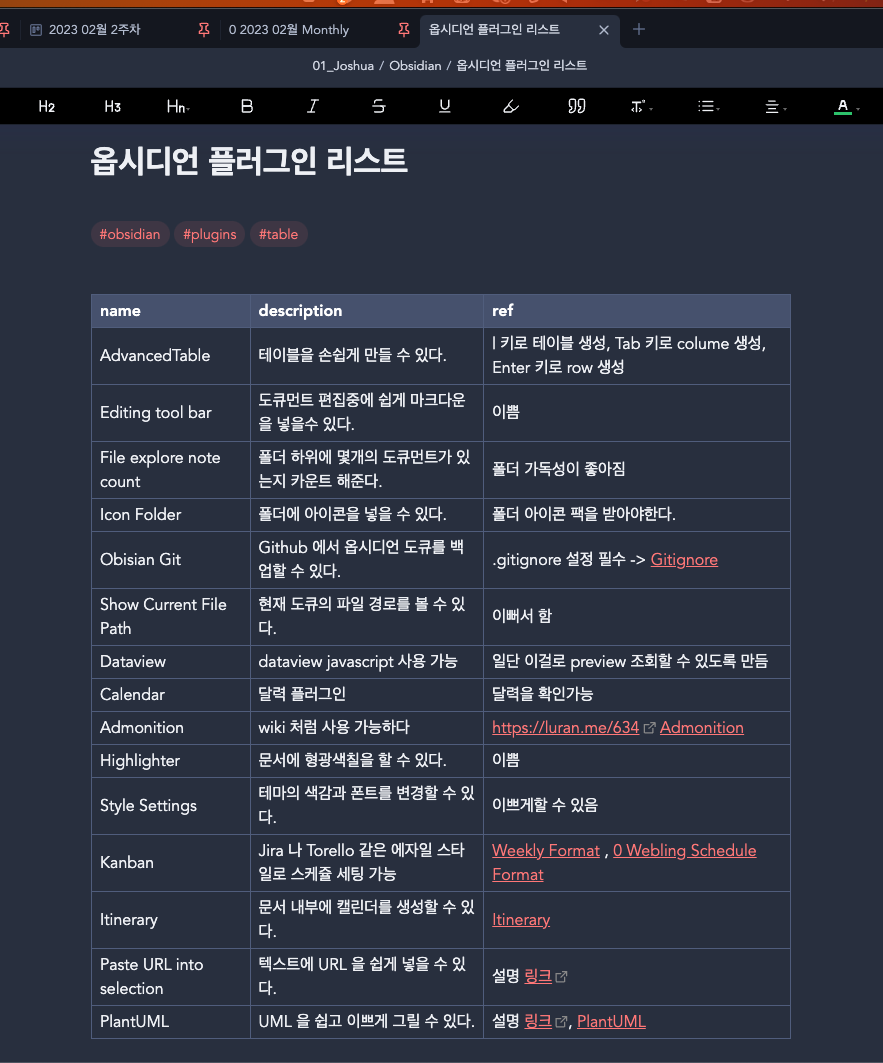 2023 02월 2주차
0 2023 02월 Monthly
옵시디언 플러그인 리스트
01_Joshua / Obsidian / 옵시디언 플러그인 리스트
H2 H3 Hn B I S U A
옵시디언 플러그인 리스트
#obsidian #plugins #table
name description ref
AdvancedTable
테이블을 손쉽게 만들 수 있다.
l 키로 테이블 생성, Tab 키로 colume 생성,
Enter 키로 row 생성
Editing tool bar
도큐먼트 편집중에 쉽게 마크다운
을 넣을수 있다.
이쁨
File explore note
count
폴더 하위에 몇개의 도큐먼트가 있
는지 카운트 해준다.
폴더 가독성이 좋아짐
Icon Folder
폴더에 아이콘을 넣을 수 있다.
폴더 아이콘 팩을 받아야한다.
Obisian Git
Github 에서 옵시디언 도큐를 백
업할 수 있다.
.gitignore 설정 필수 -> Gitignore
Show Current File
Path
현재 도큐의 파일 경로를 볼 수 있
다.
이뻐서 함
Dataview
dataview javascript 사용 가능
일단 이걸로 preview 조회할 수 있도록 만듬
Calendar
달력 플러그인
달력을 확인가능
Admonition
wiki 처럼 사용 가능하다
https://luran.me/634 Admonition
Highlighter
문서에 형광색칠을 할 수 있다.
이쁨
Style Settings
테마의 색감과 폰트를 변경할 수 있
다.
이쁘게할 수 있음
Kanban
Jira 나 Torello 같은 에자일 스타
일로 스케쥴 세팅 가능
Weekly Format , 0 Webling Schedule
Format
Itinerary
문서 내부에 캘린더를 생성할 수 있
다.
Itinerary
Paste URL into
selection
텍스트에 URL 을 쉽게 넣을 수 있
다.
설명 링크
PlantUML
UML 을 쉽고 이쁘게 그릴 수 있다.
설명 링크, PlantUML